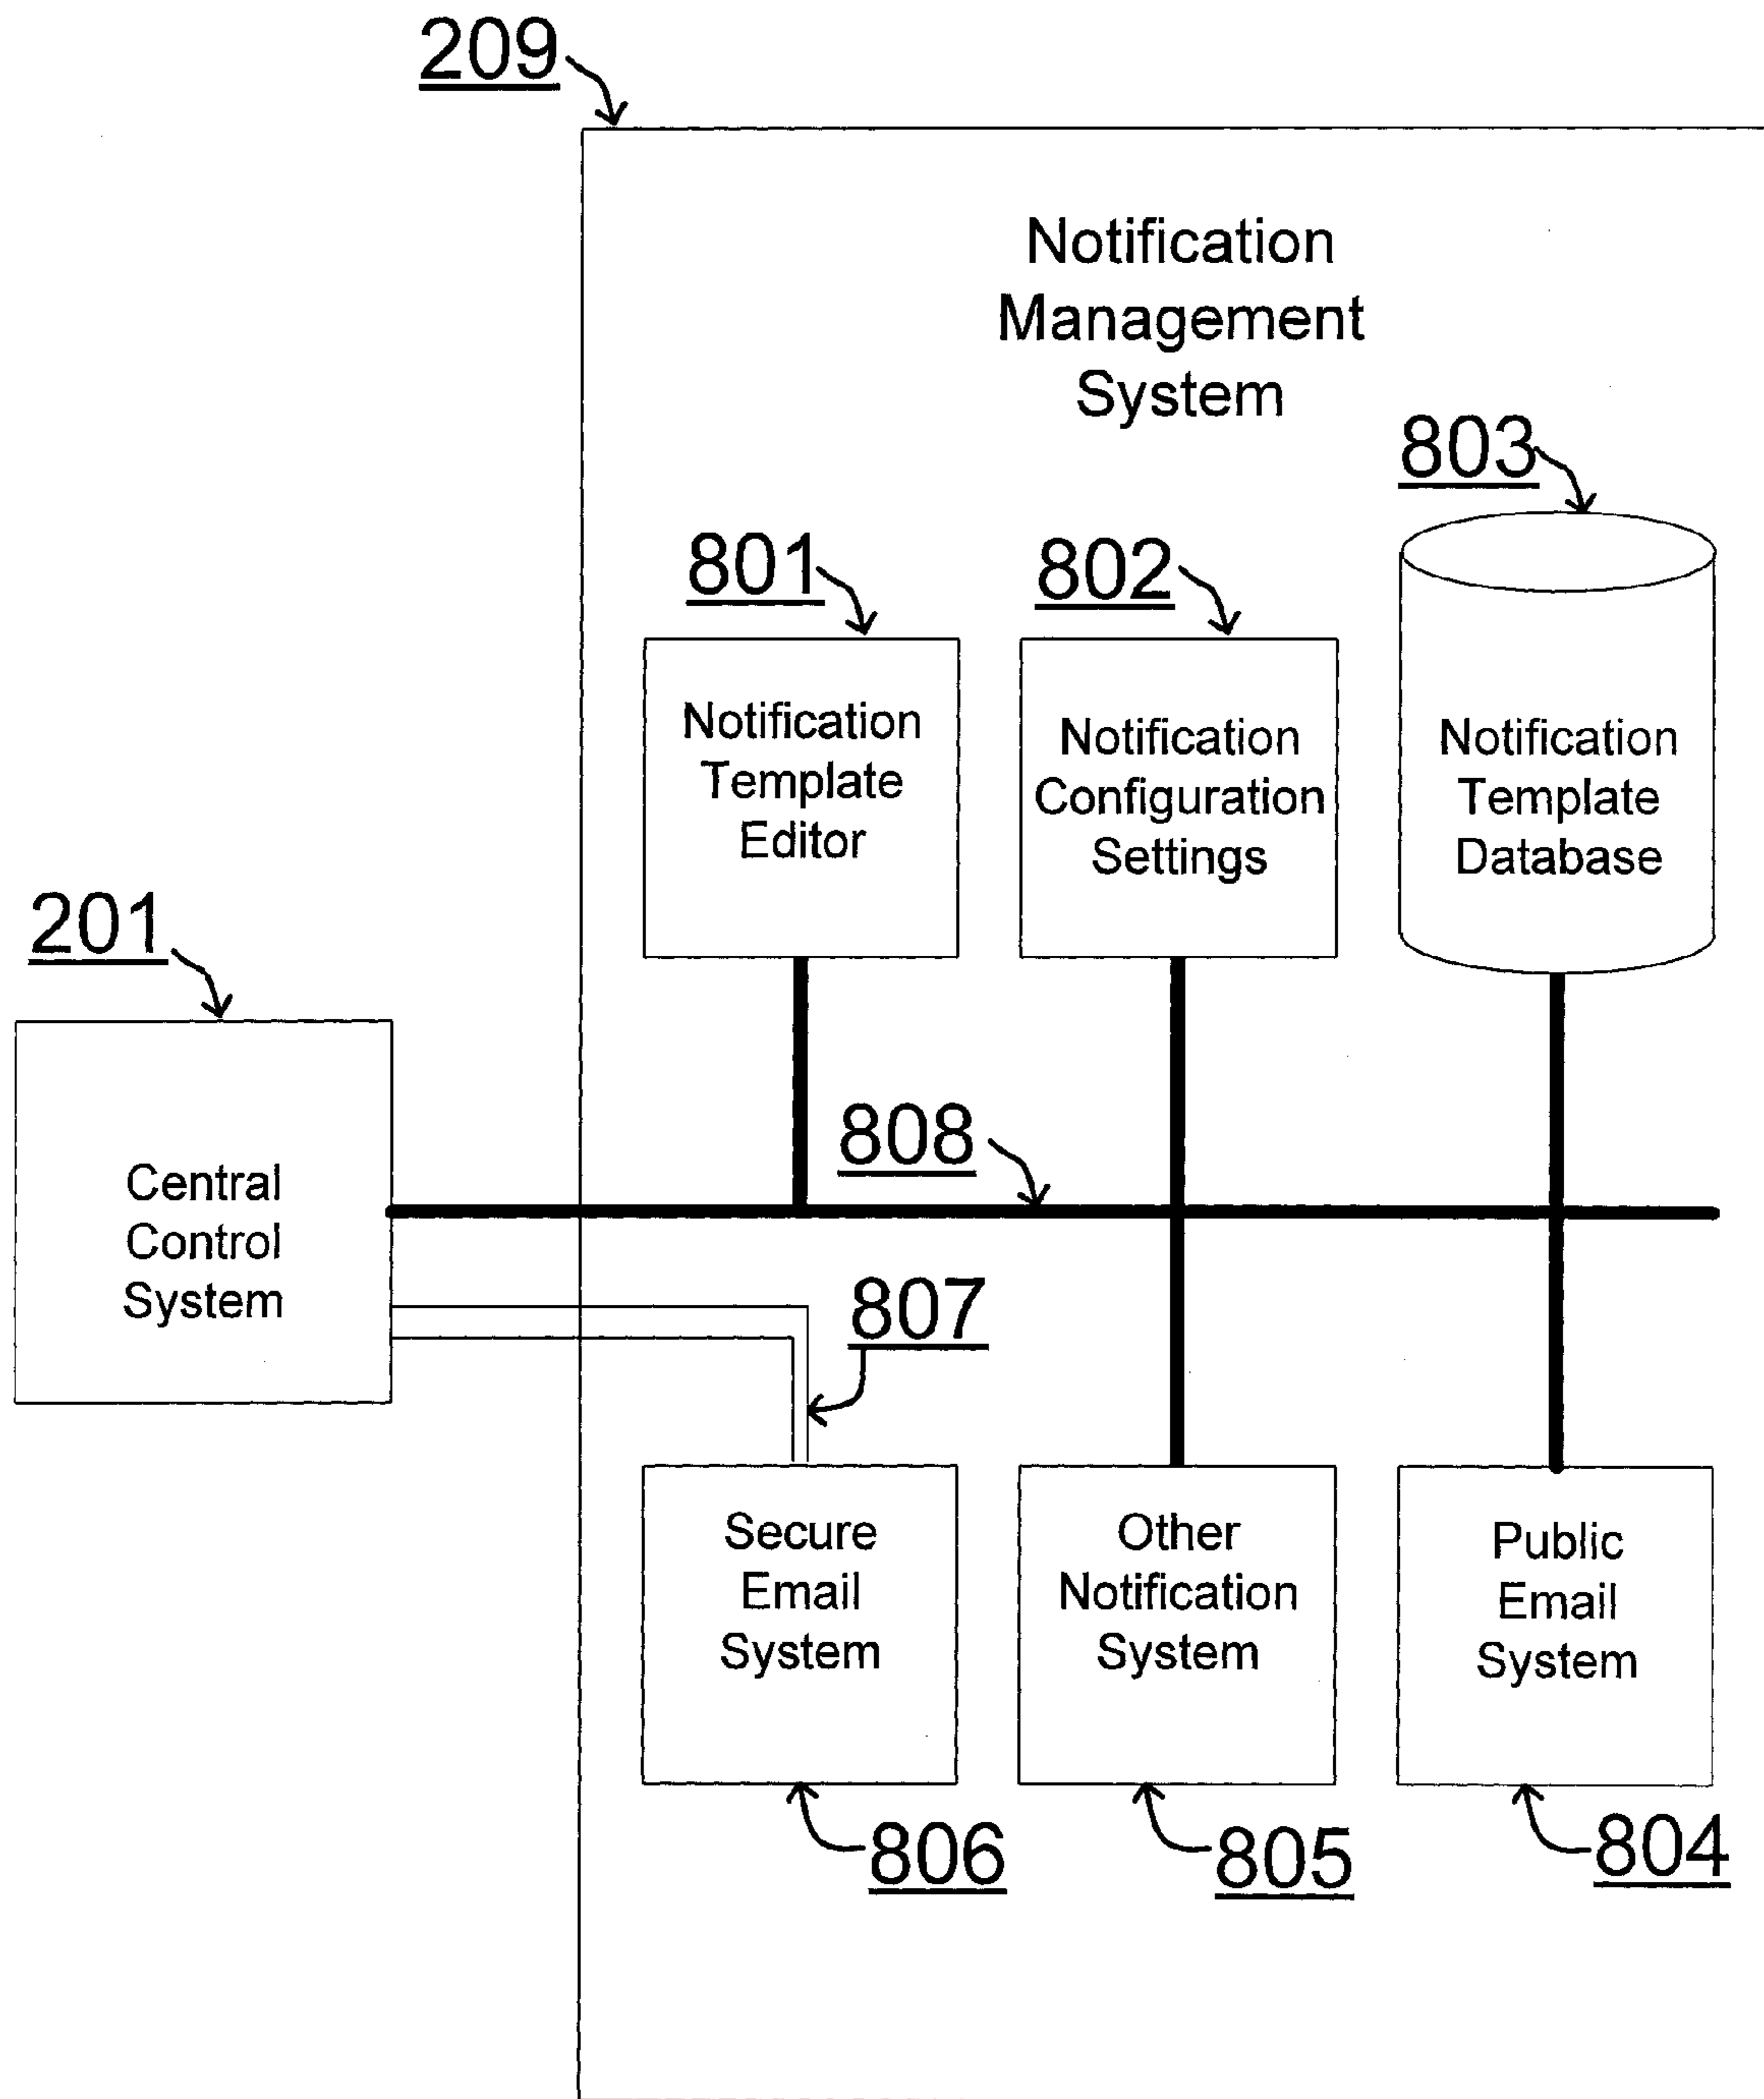 209
Notification
Management
System
803
801
802
Notification
Template
Editor
Notification
Configuration
Settings
Notification
Template
Database
201
808
Central
Control
System
807
Secure
Email
System
Other
Notification
System
Public
Email
System
806
805
804